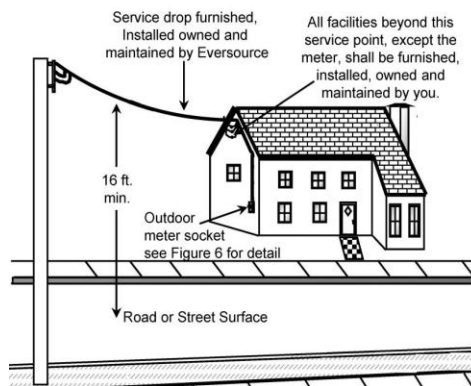 Service drop furnished,
Installed owned and
maintained by Eversource
All facilities beyond this
service point, except the
meter, shall be furnished,
installed, owned and
maintained by you.
16 ft.
min.
Outdoor
meter socket
see Figure 6 for detail
Road or Street Surface